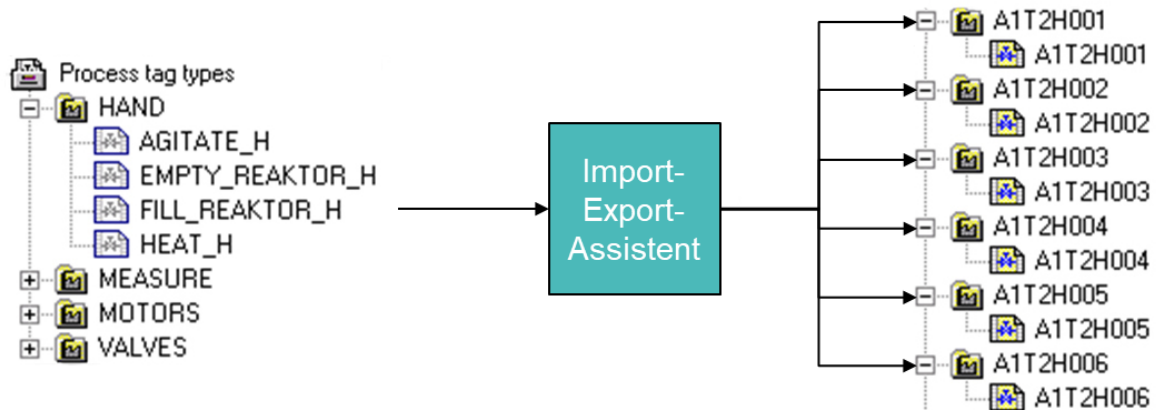 Process tag types
HAND
AGITATE_H
EMPTY_REAKTOR_H
FILL_REAKTOR_H
HEAT_H
MEASURE
MOTORS
VALVES
Import-
Export-
Assistent
A1T2H001
A1T2H001
A1T2H002
A1T2H002
A1T2H003
A1T2H003
A1T2H004
A1T2H004
A1T2H005
A1T2H005
A1T2H006
A1T2H006